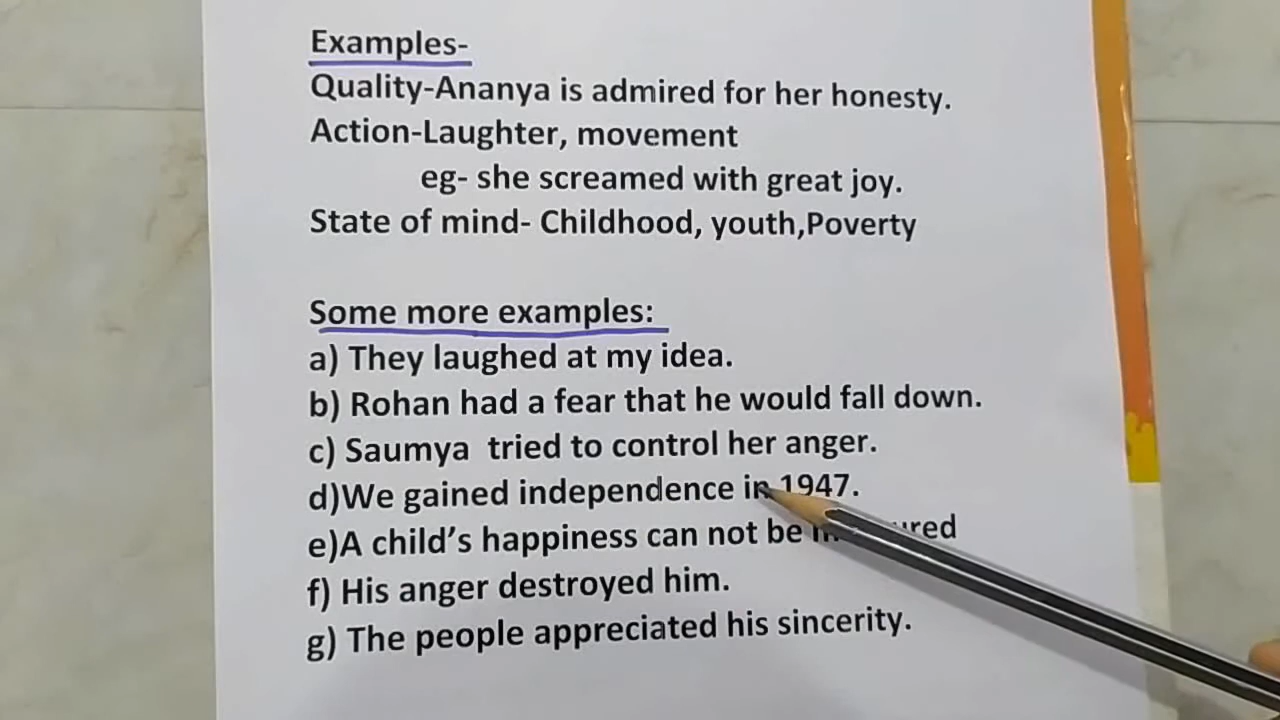 Examples-
Quality-Ananya is admired for her honesty.
Action-Laughter, movement
eg- she screamed with great joy.
State of mind- Childhood, youth,Poverty
Some more examples:
a) They laughed at my idea.
b) Rohan had a fear that he would fall down.
c) Saumya tried to control her anger.
d)We gained independence in 1947.
e)A child's happiness can not be
f) His anger destroyed him.
g) The people appreciated his sincerity.